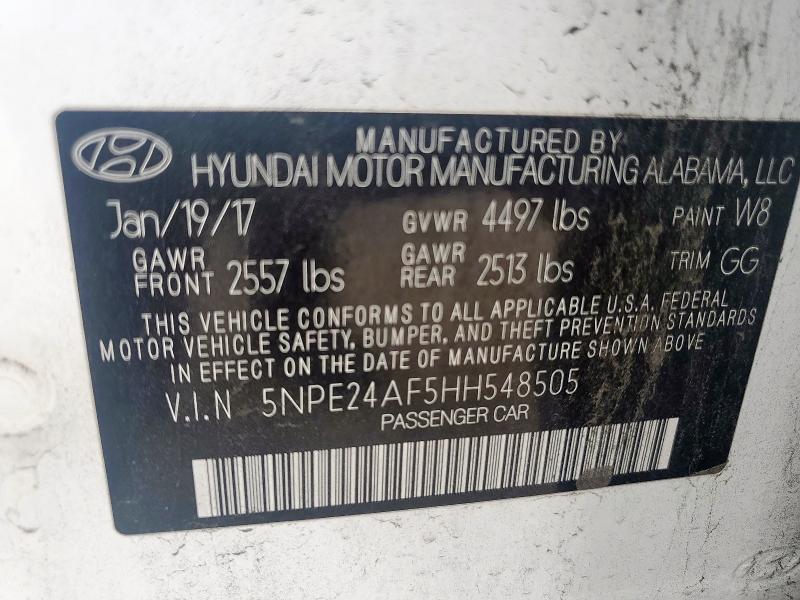 MANUFACTURED BY
HYUNDAI MOTOR MANUFACTURING ALABAMA, LLC
Jan/19/17 GVWR 4497 lbs PAINT W8
GAWR FRONT 2557 lbs GAWR REAR 2513 lbs TRIM GG
THIS VEHICLE CONFORMS TO ALL APPLICABLE U.S.A. FEDERAL
MOTOR VEHICLE SAFETY, BUMPER, AND THEFT PREVENTION STANDARDS
IN EFFECT ON THE DATE OF MANUFACTURE SHOWN ABOVE
V.I.N 5NPE24AF5HH548505
PASSENGER CAR